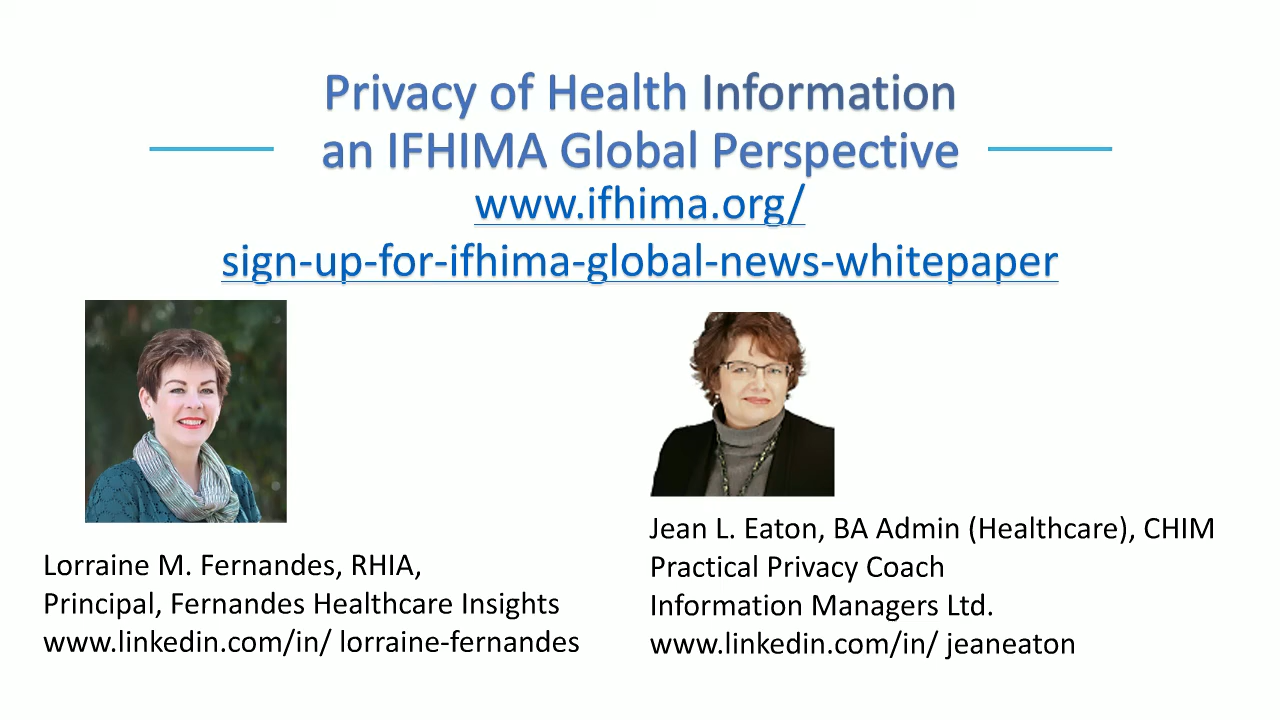 Privacy of Health Information
an IFHIMA Global Perspective
www.ifhima.org/
sign-up-for-ifhima-global-news-whitepaper
Lorraine M. Fernandes, RHIA,
Principal, Fernandes Healthcare Insights
www.linkedin.com/in/ lorraine-fernandes
Jean L. Eaton, BA Admin (Healthcare), CHIM
Practical Privacy Coach
Information Managers Ltd.
www.linkedin.com/in/ jeaneaton